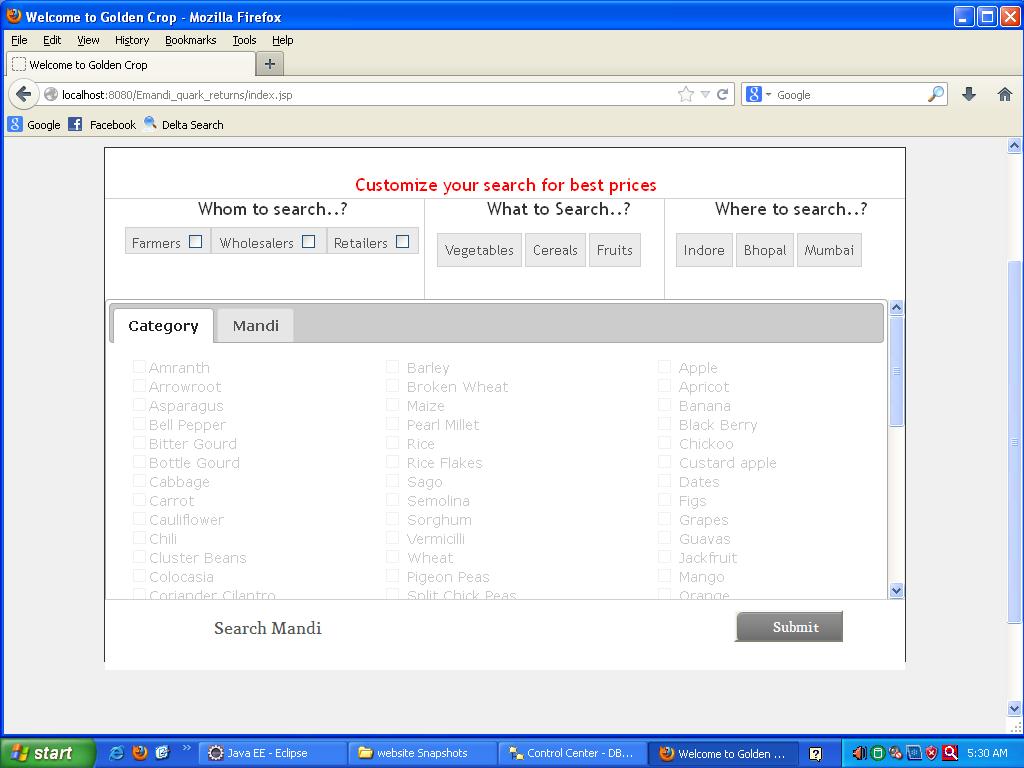 Welcome to Golden Crop - Mozilla Firefox
File Edit View History Bookmarks Tools Help
Welcome to Golden Crop +
localhost:8080/Emandi_quark_returns/index.jsp
8 Google
8 Google f Facebook Delta Search
Customize your search for best prices
Whom to search..? What to Search..? Where to search..?
Farmers Wholesalers Retailers Vegetables Cereals Fruits Indore Bhopal Mumbai
Category Mandi
Amranth Barley Apple
Arrowroot Broken Wheat Apricot
Asparagus Maize Banana
Bell Pepper Pearl Millet Black Berry
Bitter Gourd Rice Chickoo
Bottle Gourd Rice Flakes Custard apple
Cabbage Sago Dates
Carrot Semolina Figs
Cauliflower Sorghum Grapes
Chili Vermicilli Guavas
Cluster Beans Wheat Jackfruit
Colocasia Pigeon Peas Mango
Coriander Cilantro Split Chick Peas Orange
Search Mandi Submit
start Java EE - Eclipse website Snapshots Control Center - DB... Welcome to Golden ... 5:30 AM